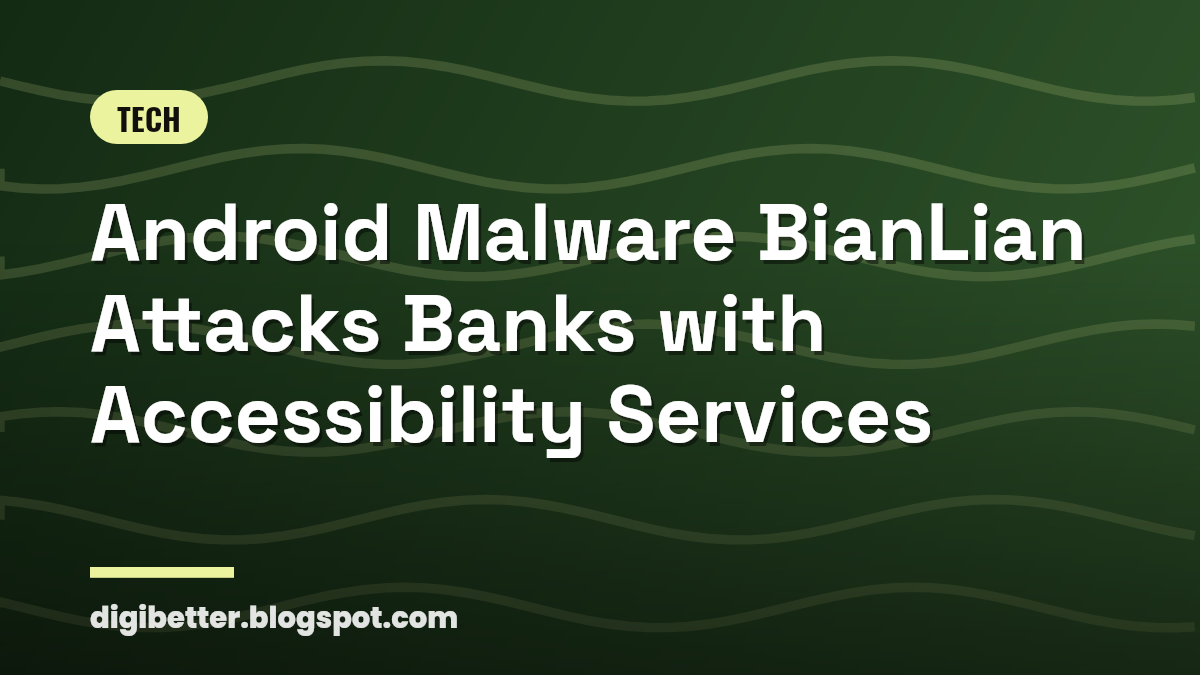 TECH
Android Malware BianLian
Attacks Banks with
Accessibility Services
digibetter.blogspot.com